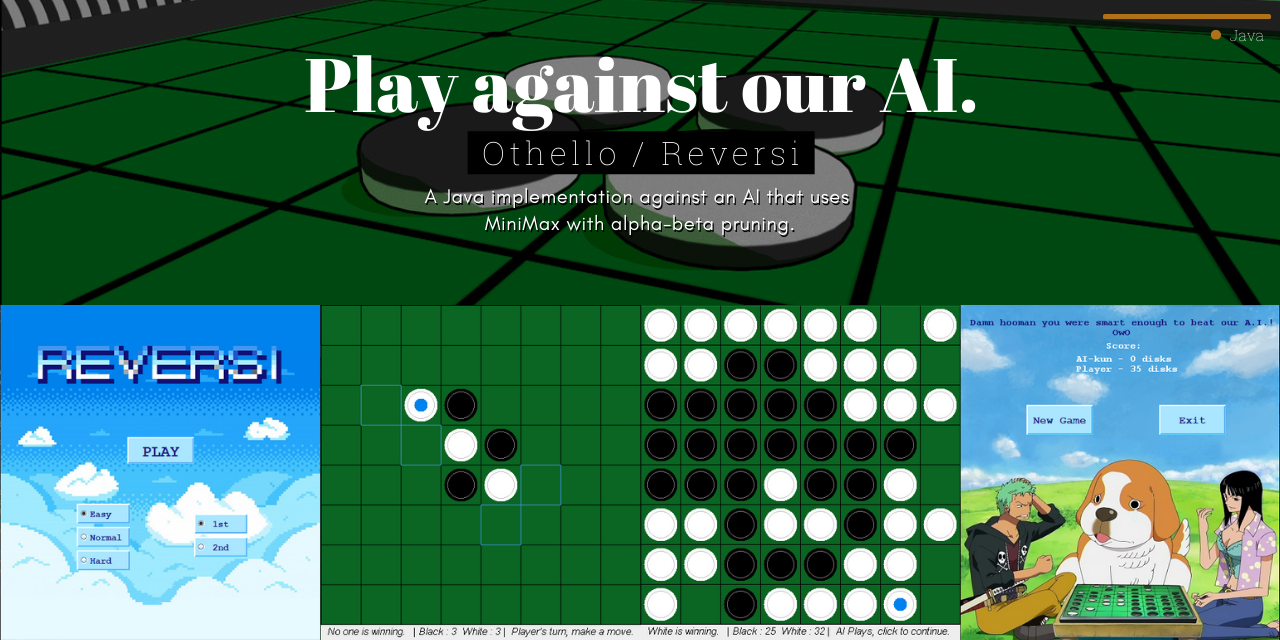 Java
Play against our AI.
Othello / Reversi
A Java implementation against an AI that uses
MiniMax with alpha-beta pruning.
REVERSI
PLAY
Easy
Normal
Hard
1st
2nd
No one is winning. | Black : 3 White : 3 | Player's turn, make a move.
White is winning. | Black : 25 White : 32 | AI Plays, click to continue.
Damn hooman you were smart enough to beat our A.I.!
OwO
Score:
AI-kun - 0 disks
Player - 35 disks
New Game
Exit